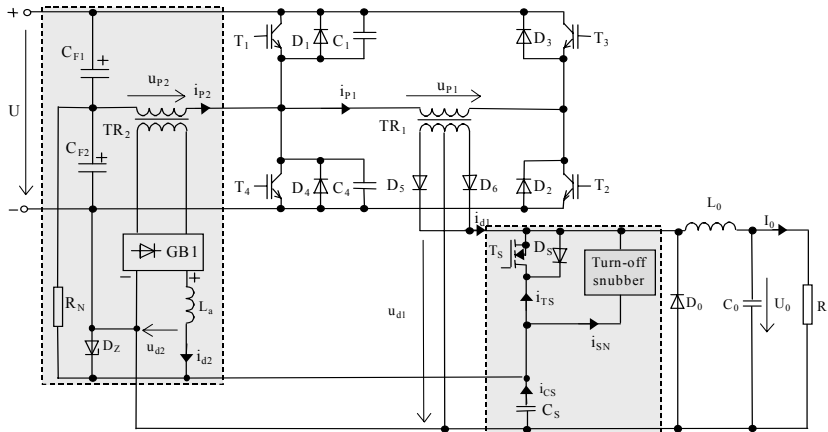 +
C_F1
+
u_P2
i_P2
T_1
D_1
C_1
i_P1
u_P1
D_3
T_3
U
TR_2
TR_1
C_F2
+
T_4
D_4
C_4
D_5
D_6
D_2
T_2
−
i_d1
L_0
I_0
GB1
−
+
T_S
D_S
Turn-off
snubber
R_N
L_a
u_d1
i_TS
D_0
C_0
U_0
R
D_Z
u_d2
i_d2
i_SN
i_CS
C_S